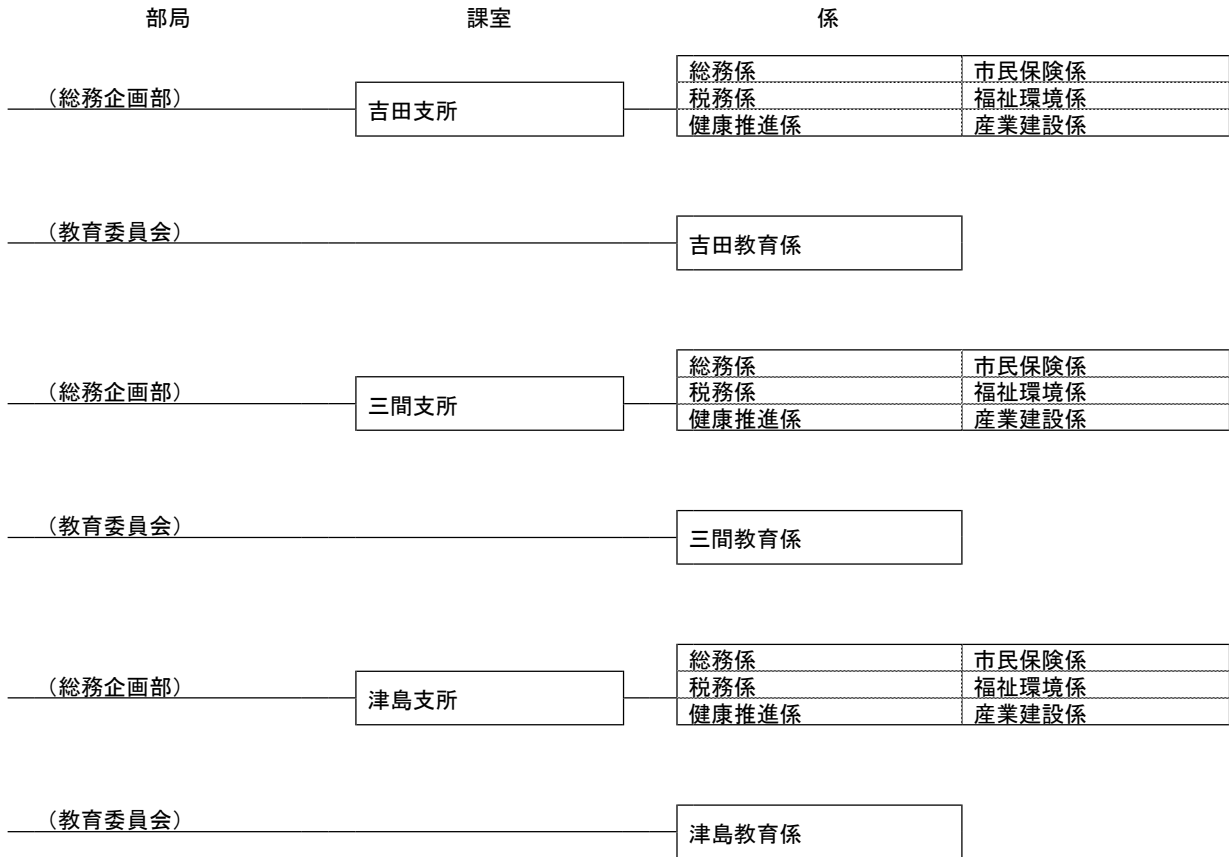 部局 課室 係
総務係 市民保険係
（総務企画部） 吉田支所 税務係 福祉環境係
健康推進係 産業建設係
（教育委員会） 吉田教育係
総務係 市民保険係
（総務企画部） 三間支所 税務係 福祉環境係
健康推進係 産業建設係
（教育委員会） 三間教育係
総務係 市民保険係
（総務企画部） 津島支所 税務係 福祉環境係
健康推進係 産業建設係
（教育委員会） 津島教育係